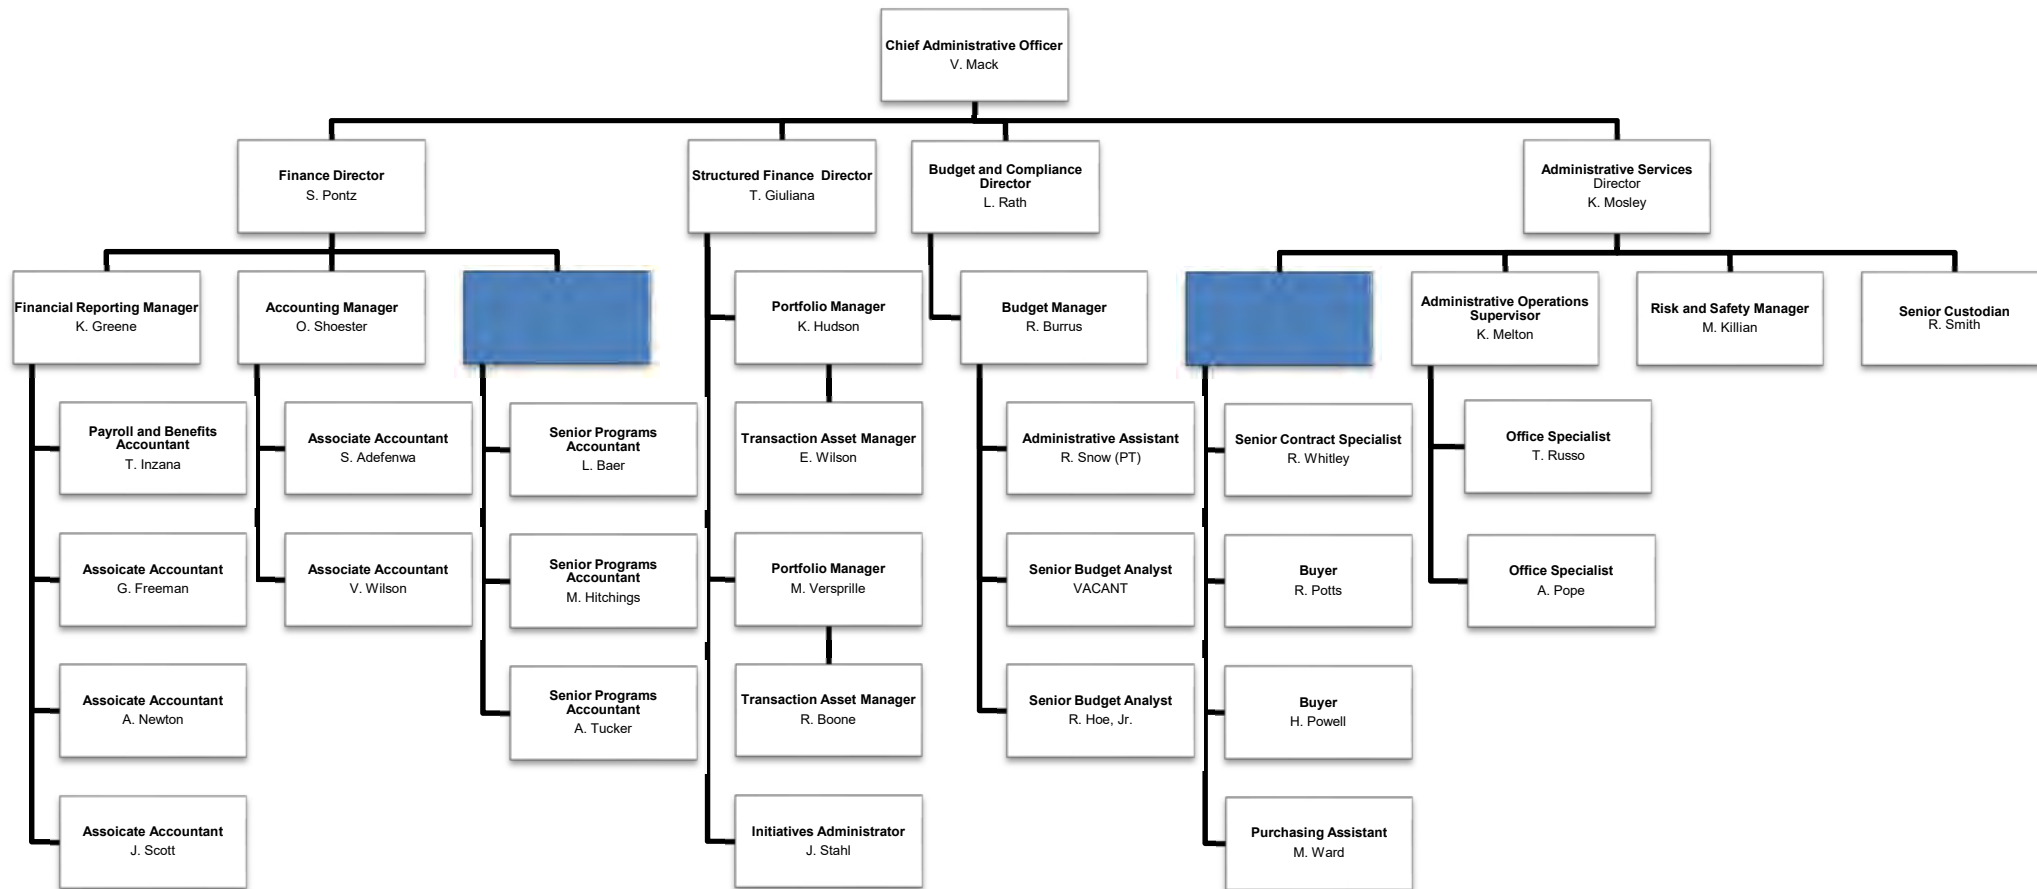 Chief Administrative Officer
V. Mack
Finance Director
S. Pontz
Structured Finance  Director
T. Giuliana
Budget and Compliance
Director
L. Rath
Administrative Services
Director
K. Mosley
Financial Reporting Manager
K. Greene
Accounting Manager
O. Shoester
Portfolio Manager
K. Hudson
Budget Manager
R. Burrus
Administrative Operations
Supervisor
K. Melton
Risk and Safety Manager
M. Killian
Senior Custodian
R. Smith
Payroll and Benefits
Accountant
T. Inzana
Associate Accountant
S. Adefenwa
Senior Programs
Accountant
L. Baer
Transaction Asset Manager
E. Wilson
Administrative Assistant
R. Snow (PT)
Senior Contract Specialist
R. Whitley
Office Specialist
T. Russo
Assoicate Accountant
G. Freeman
Associate Accountant
V. Wilson
Senior Programs
Accountant
M. Hitchings
Portfolio Manager
M. Versprille
Senior Budget Analyst
VACANT
Buyer
R. Potts
Office Specialist
A. Pope
Assoicate Accountant
A. Newton
Senior Programs
Accountant
A. Tucker
Transaction Asset Manager
R. Boone
Senior Budget Analyst
R. Hoe, Jr.
Buyer
H. Powell
Assoicate Accountant
J. Scott
Initiatives Administrator
J. Stahl
Purchasing Assistant
M. Ward